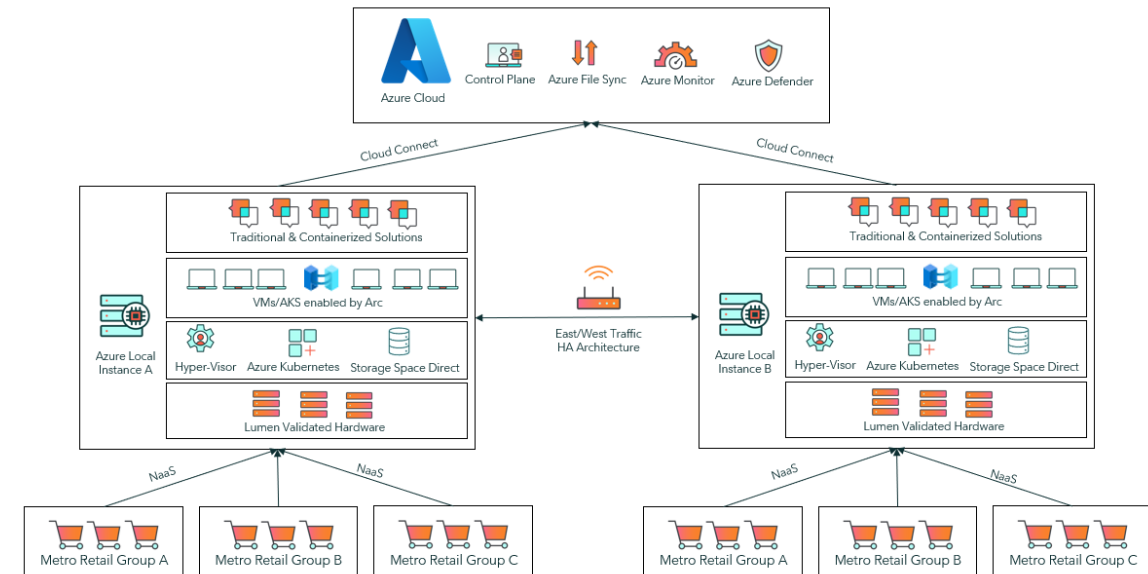 Azure Cloud
Control Plane
Azure File Sync
Azure Monitor
Azure Defender
Cloud Connect
Cloud Connect
Traditional & Containerized Solutions
VMs/AKS enabled by Arc
Azure Local
Instance A
Hyper-Visor
Azure Kubernetes
Storage Space Direct
Lumen Validated Hardware
East/West Traffic
HA Architecture
Traditional & Containerized Solutions
VMs/AKS enabled by Arc
Azure Local
Instance B
Hyper-Visor
Azure Kubernetes
Storage Space Direct
Lumen Validated Hardware
NaaS
NaaS
NaaS
NaaS
Metro Retail Group A
Metro Retail Group B
Metro Retail Group C
Metro Retail Group A
Metro Retail Group B
Metro Retail Group C